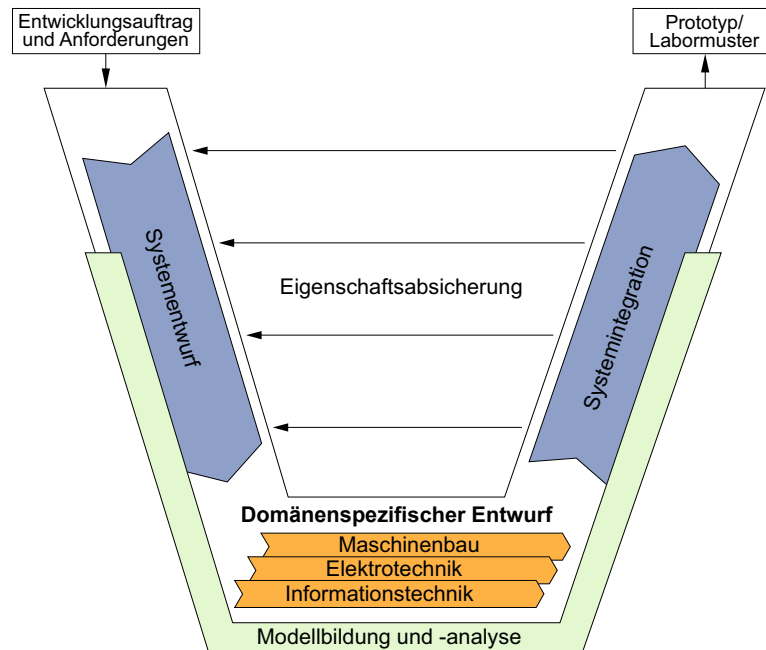 Entwicklungsauftrag
und Anforderungen
Prototyp/
Labormuster
Systementwurf
Eigenschaftsabsicherung
Systemintegration
Domänenspezifischer Entwurf
Maschinenbau
Elektrotechnik
Informationstechnik
Modellbildung und -analyse